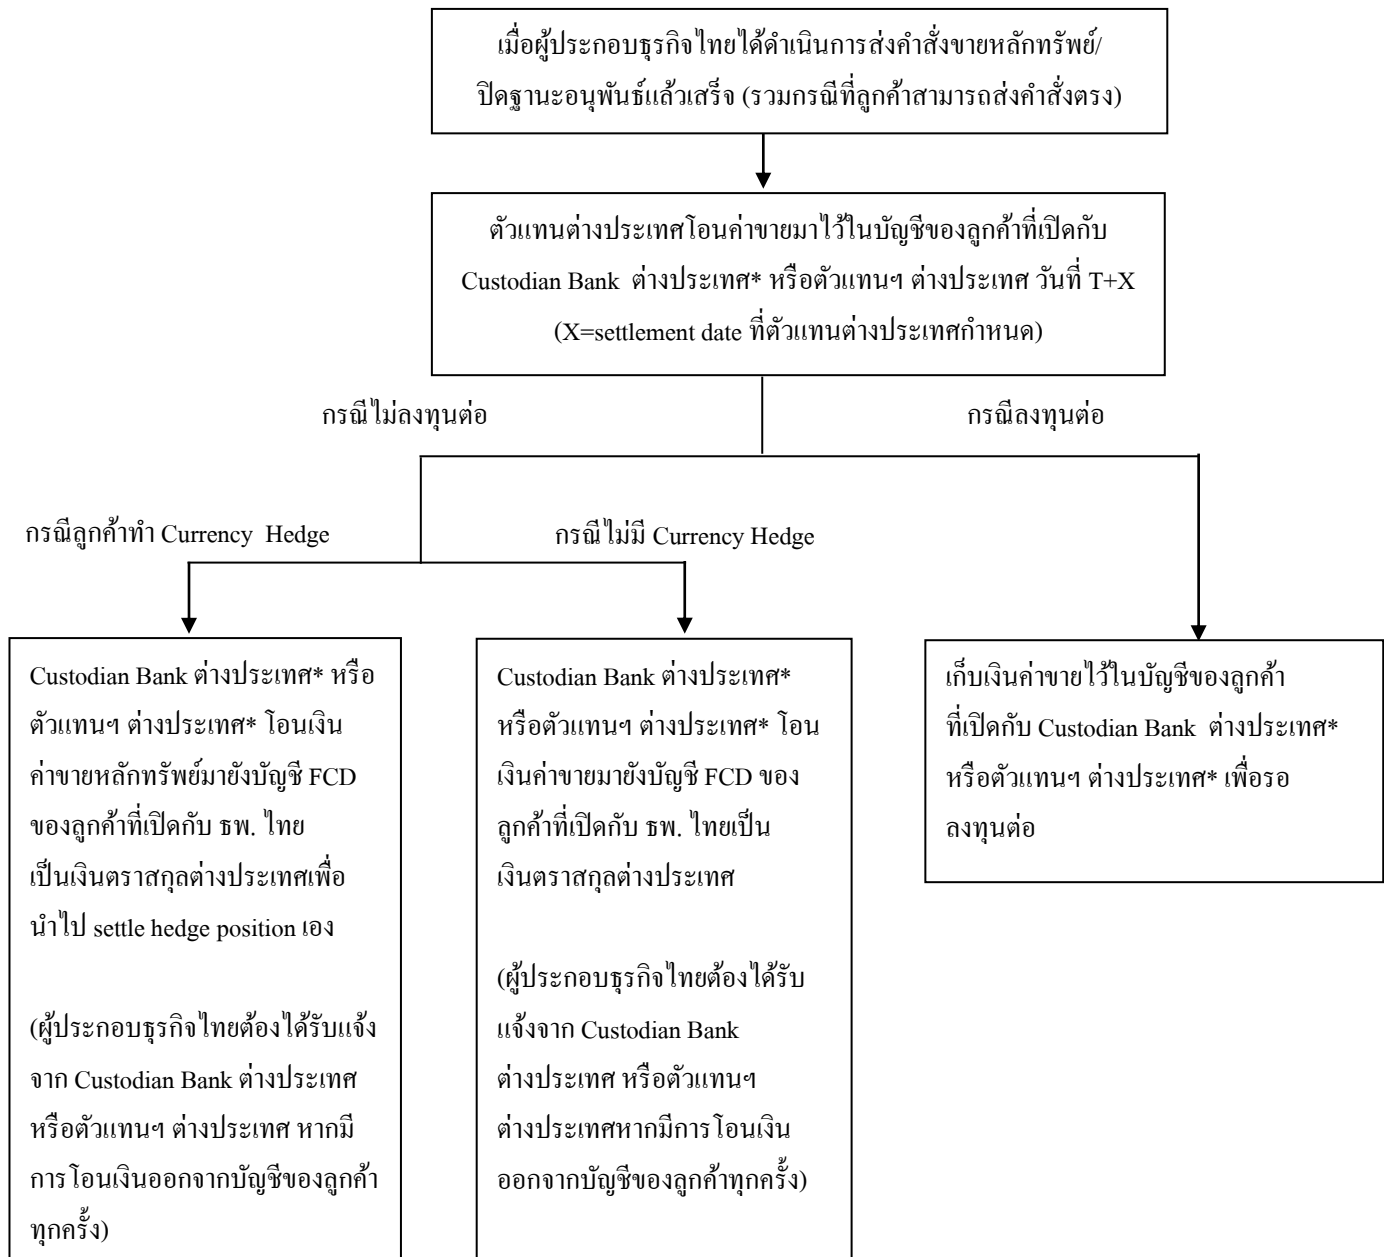 เมื่อผู้ประกอบธุรกิจไทยได้ดำเนินการส่งคำสั่งขายหลักทรัพย์/
ปิดฐานะอนุพันธ์แล้วเสร็จ (รวมกรณีที่ลูกค้าสามารถส่งคำสั่งตรง)
ตัวแทนต่างประเทศโอนค่าขายมาไว้ในบัญชีของลูกค้าที่เปิดกับ
Custodian Bank ต่างประเทศ* หรือตัวแทนฯ ต่างประเทศ วันที่ T+X
(X=settlement date ที่ตัวแทนต่างประเทศกำหนด)
กรณีไม่ลงทุนต่อ
กรณีลงทุนต่อ
กรณีลูกค้าทำ Currency Hedge
กรณีไม่มี Currency Hedge
Custodian Bank ต่างประเทศ* หรือ
ตัวแทนฯ ต่างประเทศ* โอนเงิน
ค่าขายหลักทรัพย์มายังบัญชี FCD
ของลูกค้าที่เปิดกับ ธพ. ไทย
เป็นเงินตราสกุลต่างประเทศเพื่อ
นำไป settle hedge position เอง
(ผู้ประกอบธุรกิจไทยต้องได้รับแจ้ง
จาก Custodian Bank ต่างประเทศ
หรือตัวแทนฯ ต่างประเทศ หากมี
การโอนเงินออกจากบัญชีของลูกค้า
ทุกครั้ง)
Custodian Bank ต่างประเทศ*
หรือตัวแทนฯ ต่างประเทศ* โอน
เงินค่าขายมายังบัญชี FCD ของ
ลูกค้าที่เปิดกับ ธพ. ไทยเป็น
เงินตราสกุลต่างประเทศ
(ผู้ประกอบธุรกิจไทยต้องได้รับ
แจ้งจาก Custodian Bank
ต่างประเทศ หรือตัวแทนฯ
ต่างประเทศหากมีการโอนเงิน
ออกจากบัญชีของลูกค้าทุกครั้ง)
เก็บเงินค่าขายไว้ในบัญชีของลูกค้า
ที่เปิดกับ Custodian Bank ต่างประเทศ*
หรือตัวแทนฯ ต่างประเทศ* เพื่อรอ
ลงทุนต่อ